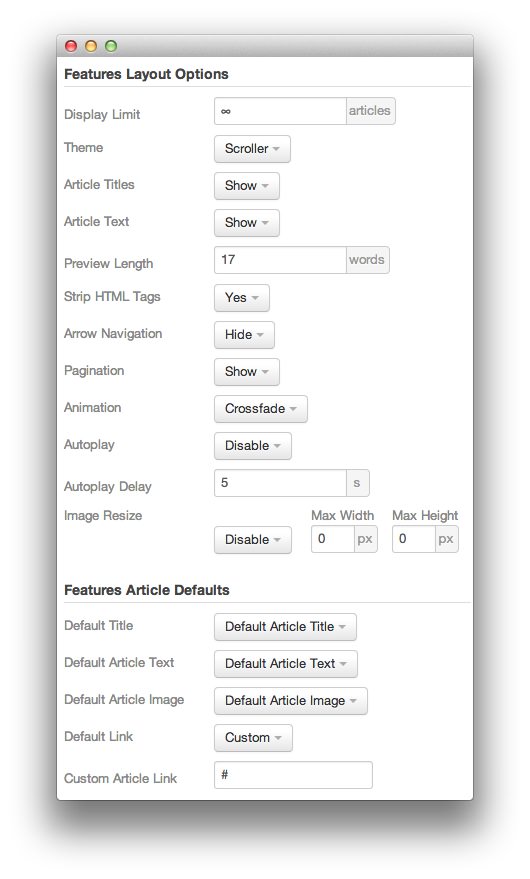 Features Layout Options
Display Limit ∞ articles
Theme Scroller
Article Titles Show
Article Text Show
Preview Length 17 words
Strip HTML Tags Yes
Arrow Navigation Hide
Pagination Show
Animation Crossfade
Autoplay Disable
Autoplay Delay 5 s
Image Resize Max Width Max Height
Disable 0 px 0 px
Features Article Defaults
Default Title Default Article Title
Default Article Text Default Article Text
Default Article Image Default Article Image
Default Link Custom
Custom Article Link #